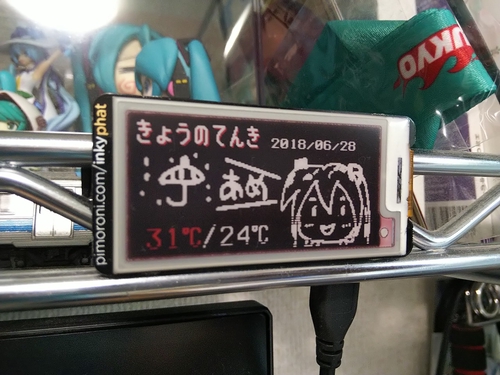 きょうのてんき
2018/06/28
あめ
31℃/24℃
pimoroni.com/inkyphat